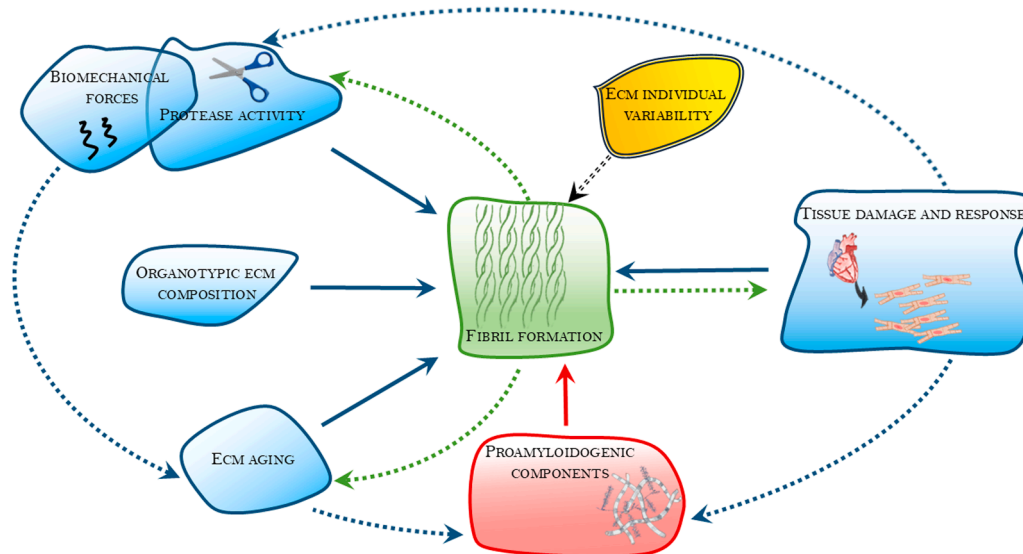 BIOMECHANICAL
FORCES
PROTEASE ACTIVITY
ECM INDIVIDUAL
VARIABILITY
TISSUE DAMAGE AND RESPONSE
ORGANOTYPIC ECM
COMPOSITION
FIBRIL FORMATION
ECM AGING
PROAMYLOIDOGENIC
COMPONENTS